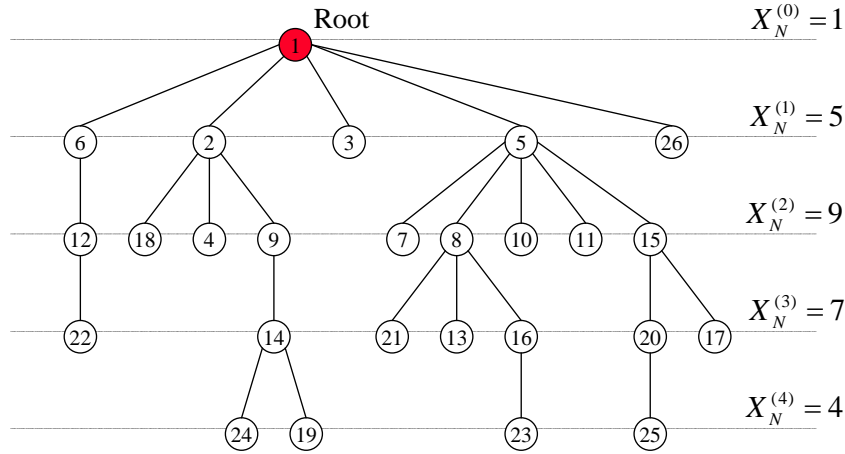 Root
X_N^(0) = 1
1
X_N^(1) = 5
6 2 3 5 26
X_N^(2) = 9
12 18 4 9 7 8 10 11 15
X_N^(3) = 7
22 14 21 13 16 20 17
X_N^(4) = 4
24 19 23 25